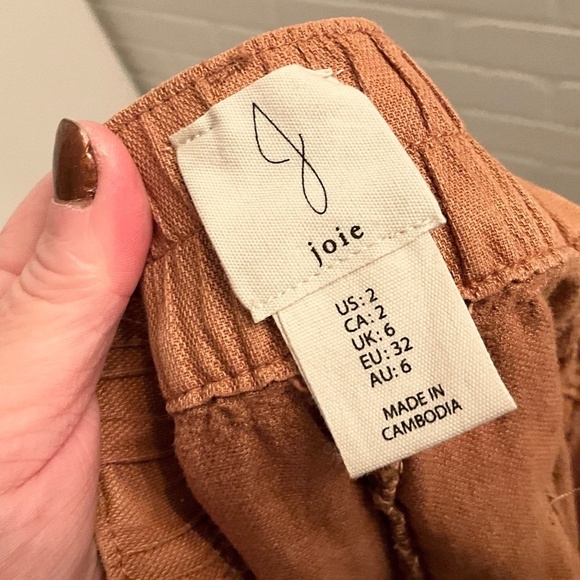 joie
US: 2
CA: 2
UK: 6
EU: 32
AU: 6
MADE IN
CAMBODIA